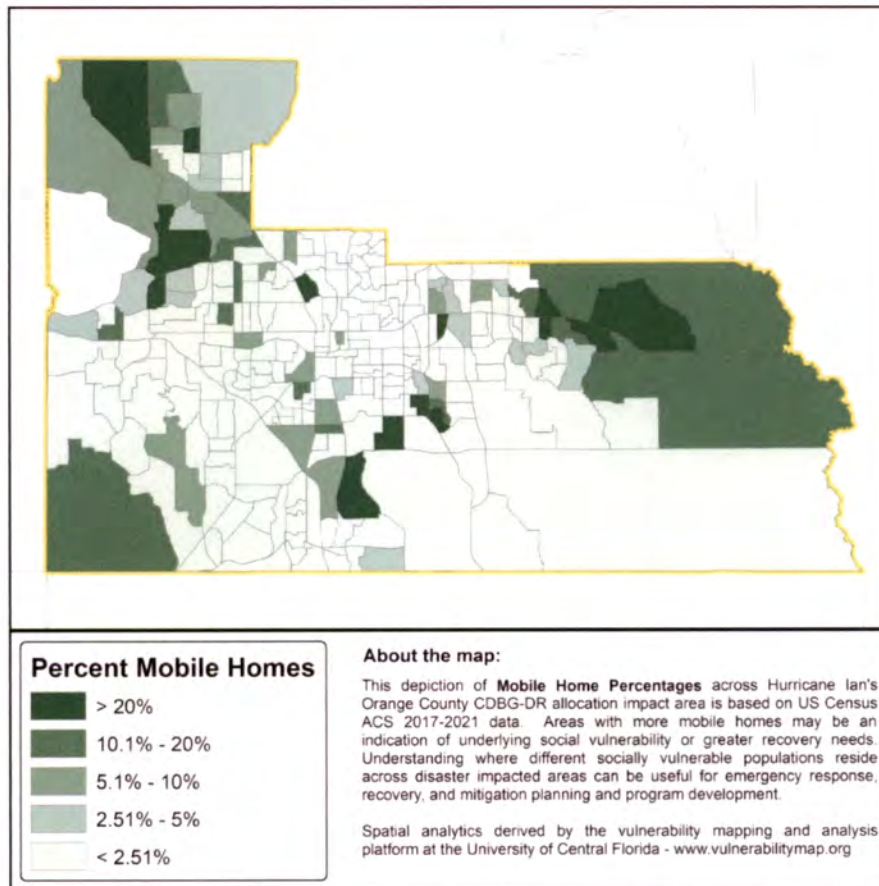 Percent Mobile Homes
> 20%
10.1% - 20%
5.1% - 10%
2.51% - 5%
< 2.51%
About the map:
This depiction of Mobile Home Percentages across Hurricane Ian's
Orange County CDBG-DR allocation impact area is based on US Census
ACS 2017-2021 data. Areas with more mobile homes may be an
indication of underlying social vulnerability or greater recovery needs.
Understanding where different socially vulnerable populations reside
across disaster impacted areas can be useful for emergency response,
recovery, and mitigation planning and program development.
Spatial analytics derived by the vulnerability mapping and analysis
platform at the University of Central Florida - www.vulnerabilitymap.org